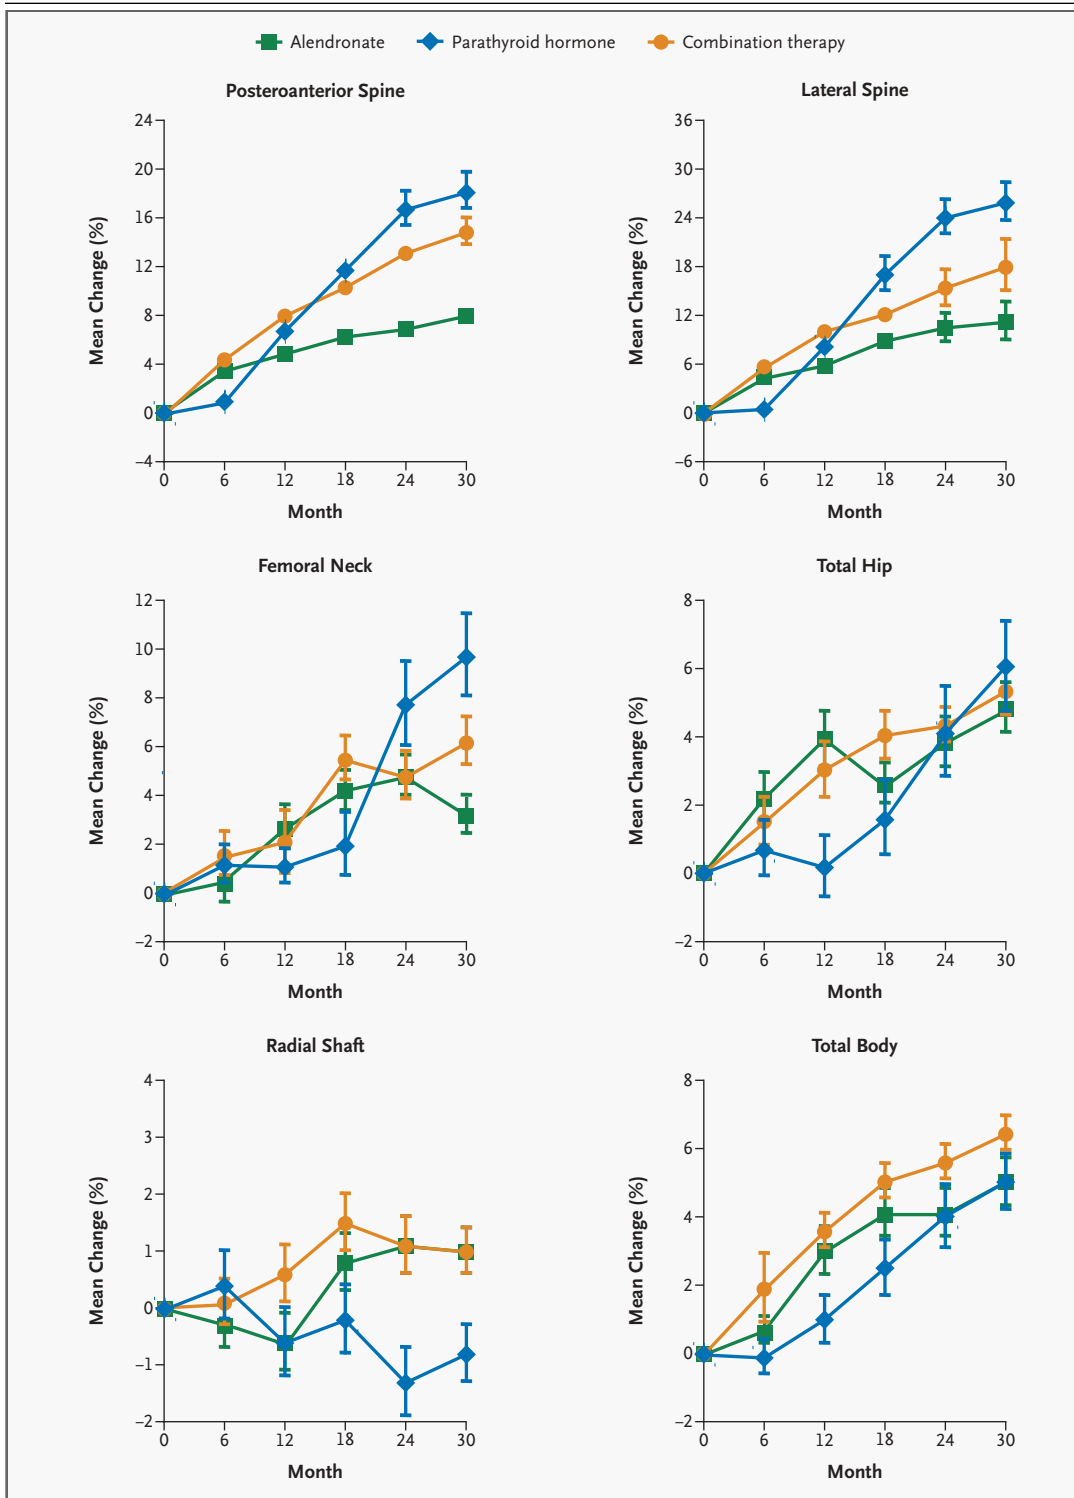 Alendronate Parathyroid hormone Combination therapy
Posteroanterior Spine
24
20
16
12
8
4
0
–4
Mean Change (%)
0 6 12 18 24 30
Month
Lateral Spine
36
30
24
18
12
6
0
–6
Mean Change (%)
0 6 12 18 24 30
Month
Femoral Neck
12
10
8
6
4
2
0
–2
Mean Change (%)
0 6 12 18 24 30
Month
Total Hip
8
6
4
2
0
–2
Mean Change (%)
0 6 12 18 24 30
Month
Radial Shaft
4
3
2
1
0
–1
–2
Mean Change (%)
0 6 12 18 24 30
Month
Total Body
8
6
4
2
0
–2
Mean Change (%)
0 6 12 18 24 30
Month